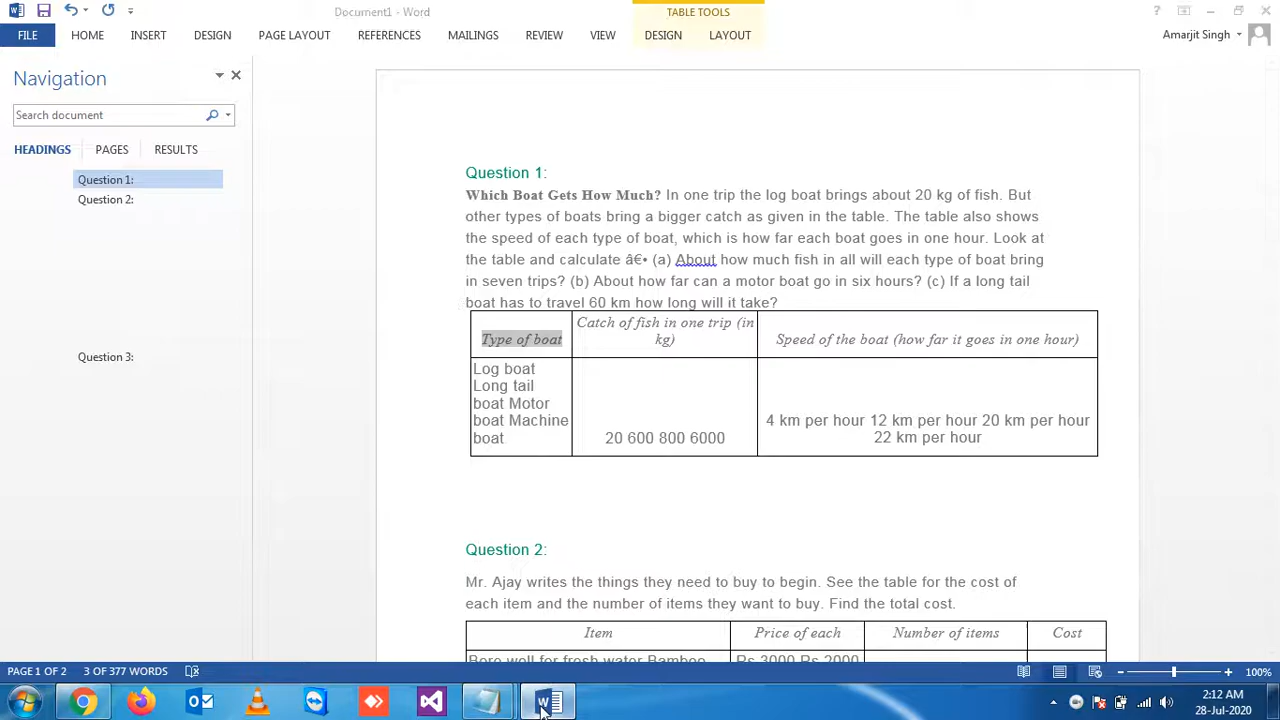 Document1 - Word
TABLE TOOLS
?
FILE
HOME
INSERT
DESIGN
PAGE LAYOUT
REFERENCES
MAILINGS
REVIEW
VIEW
DESIGN
LAYOUT
Amarjit Singh
Navigation
Search document
HEADINGS
PAGES
RESULTS
Question 1:
Question 2:
Question 3:
Question 1:
Which Boat Gets How Much? In one trip the log boat brings about 20 kg of fish. But
other types of boats bring a bigger catch as given in the table. The table also shows
the speed of each type of boat, which is how far each boat goes in one hour. Look at
the table and calculate â€• (a) About how much fish in all will each type of boat bring
in seven trips? (b) About how far can a motor boat go in six hours? (c) If a long tail
boat has to travel 60 km how long will it take?
Type of boat
Catch of fish in one trip (in
kg)
Speed of the boat (how far it goes in one hour)
Log boat
Long tail
boat Motor
boat Machine
boat
20 600 800 6000
4 km per hour 12 km per hour 20 km per hour
22 km per hour
Question 2:
Mr. Ajay writes the things they need to buy to begin. See the table for the cost of
each item and the number of items they want to buy. Find the total cost.
Item
Price of each
Number of items
Cost
Bore well for fresh water Bamboo
Rs 3000 Rs 2000
PAGE 1 OF 2
3 OF 377 WORDS
100%
2:12 AM
28-Jul-2020